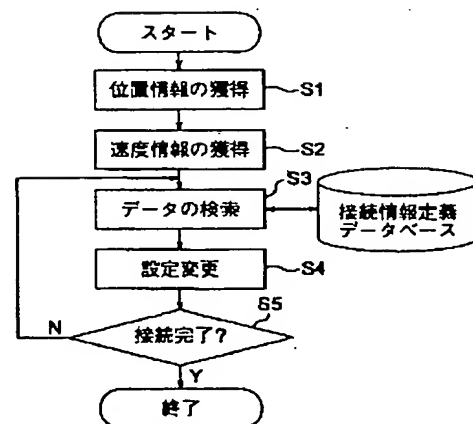 スタート
位置情報の獲得
S1
速度情報の獲得
S2
データの検索
S3
接続情報定義
データベース
設定変更
S4
接続完了?
S5
N
Y
終了